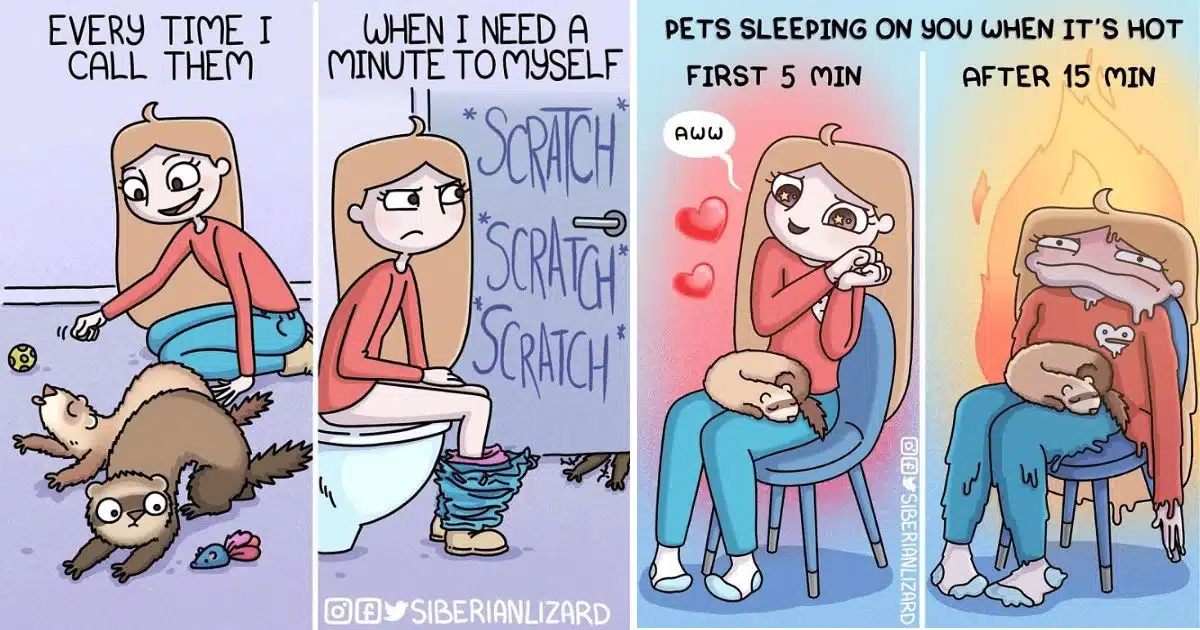 EVERY TIME I
CALL THEM
WHEN I NEED A
MINUTE TO MYSELF
*SCRATCH*
*SCRATCH*
*SCRATCH*
SIBERIANLIZARD
PETS SLEEPING ON YOU WHEN IT'S HOT
FIRST 5 MIN
AWW
SIBERIANLIZARD
AFTER 15 MIN